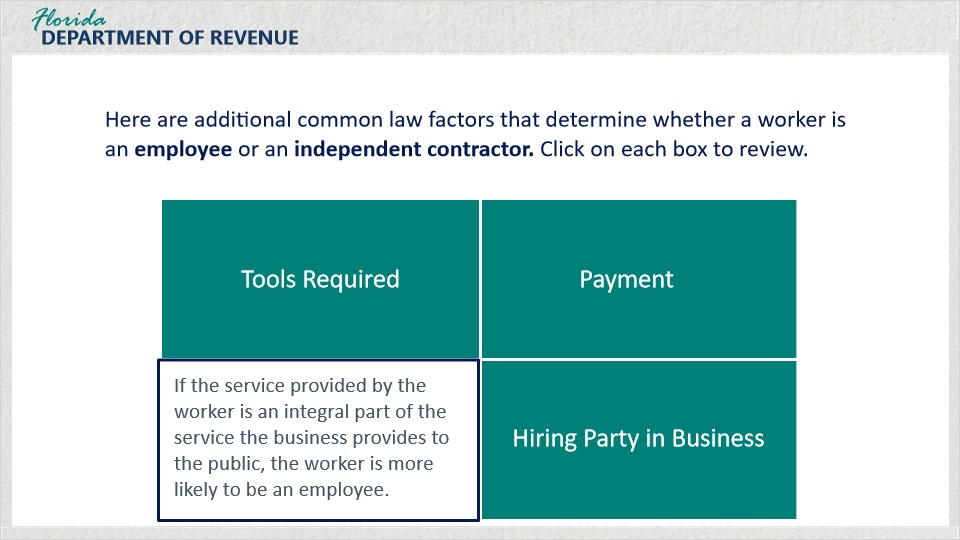 Florida
DEPARTMENT OF REVENUE
Here are additional common law factors that determine whether a worker is
an employee or an independent contractor. Click on each box to review.
Tools Required
Payment
If the service provided by the
worker is an integral part of the
service the business provides to
the public, the worker is more
likely to be an employee.
Hiring Party in Business